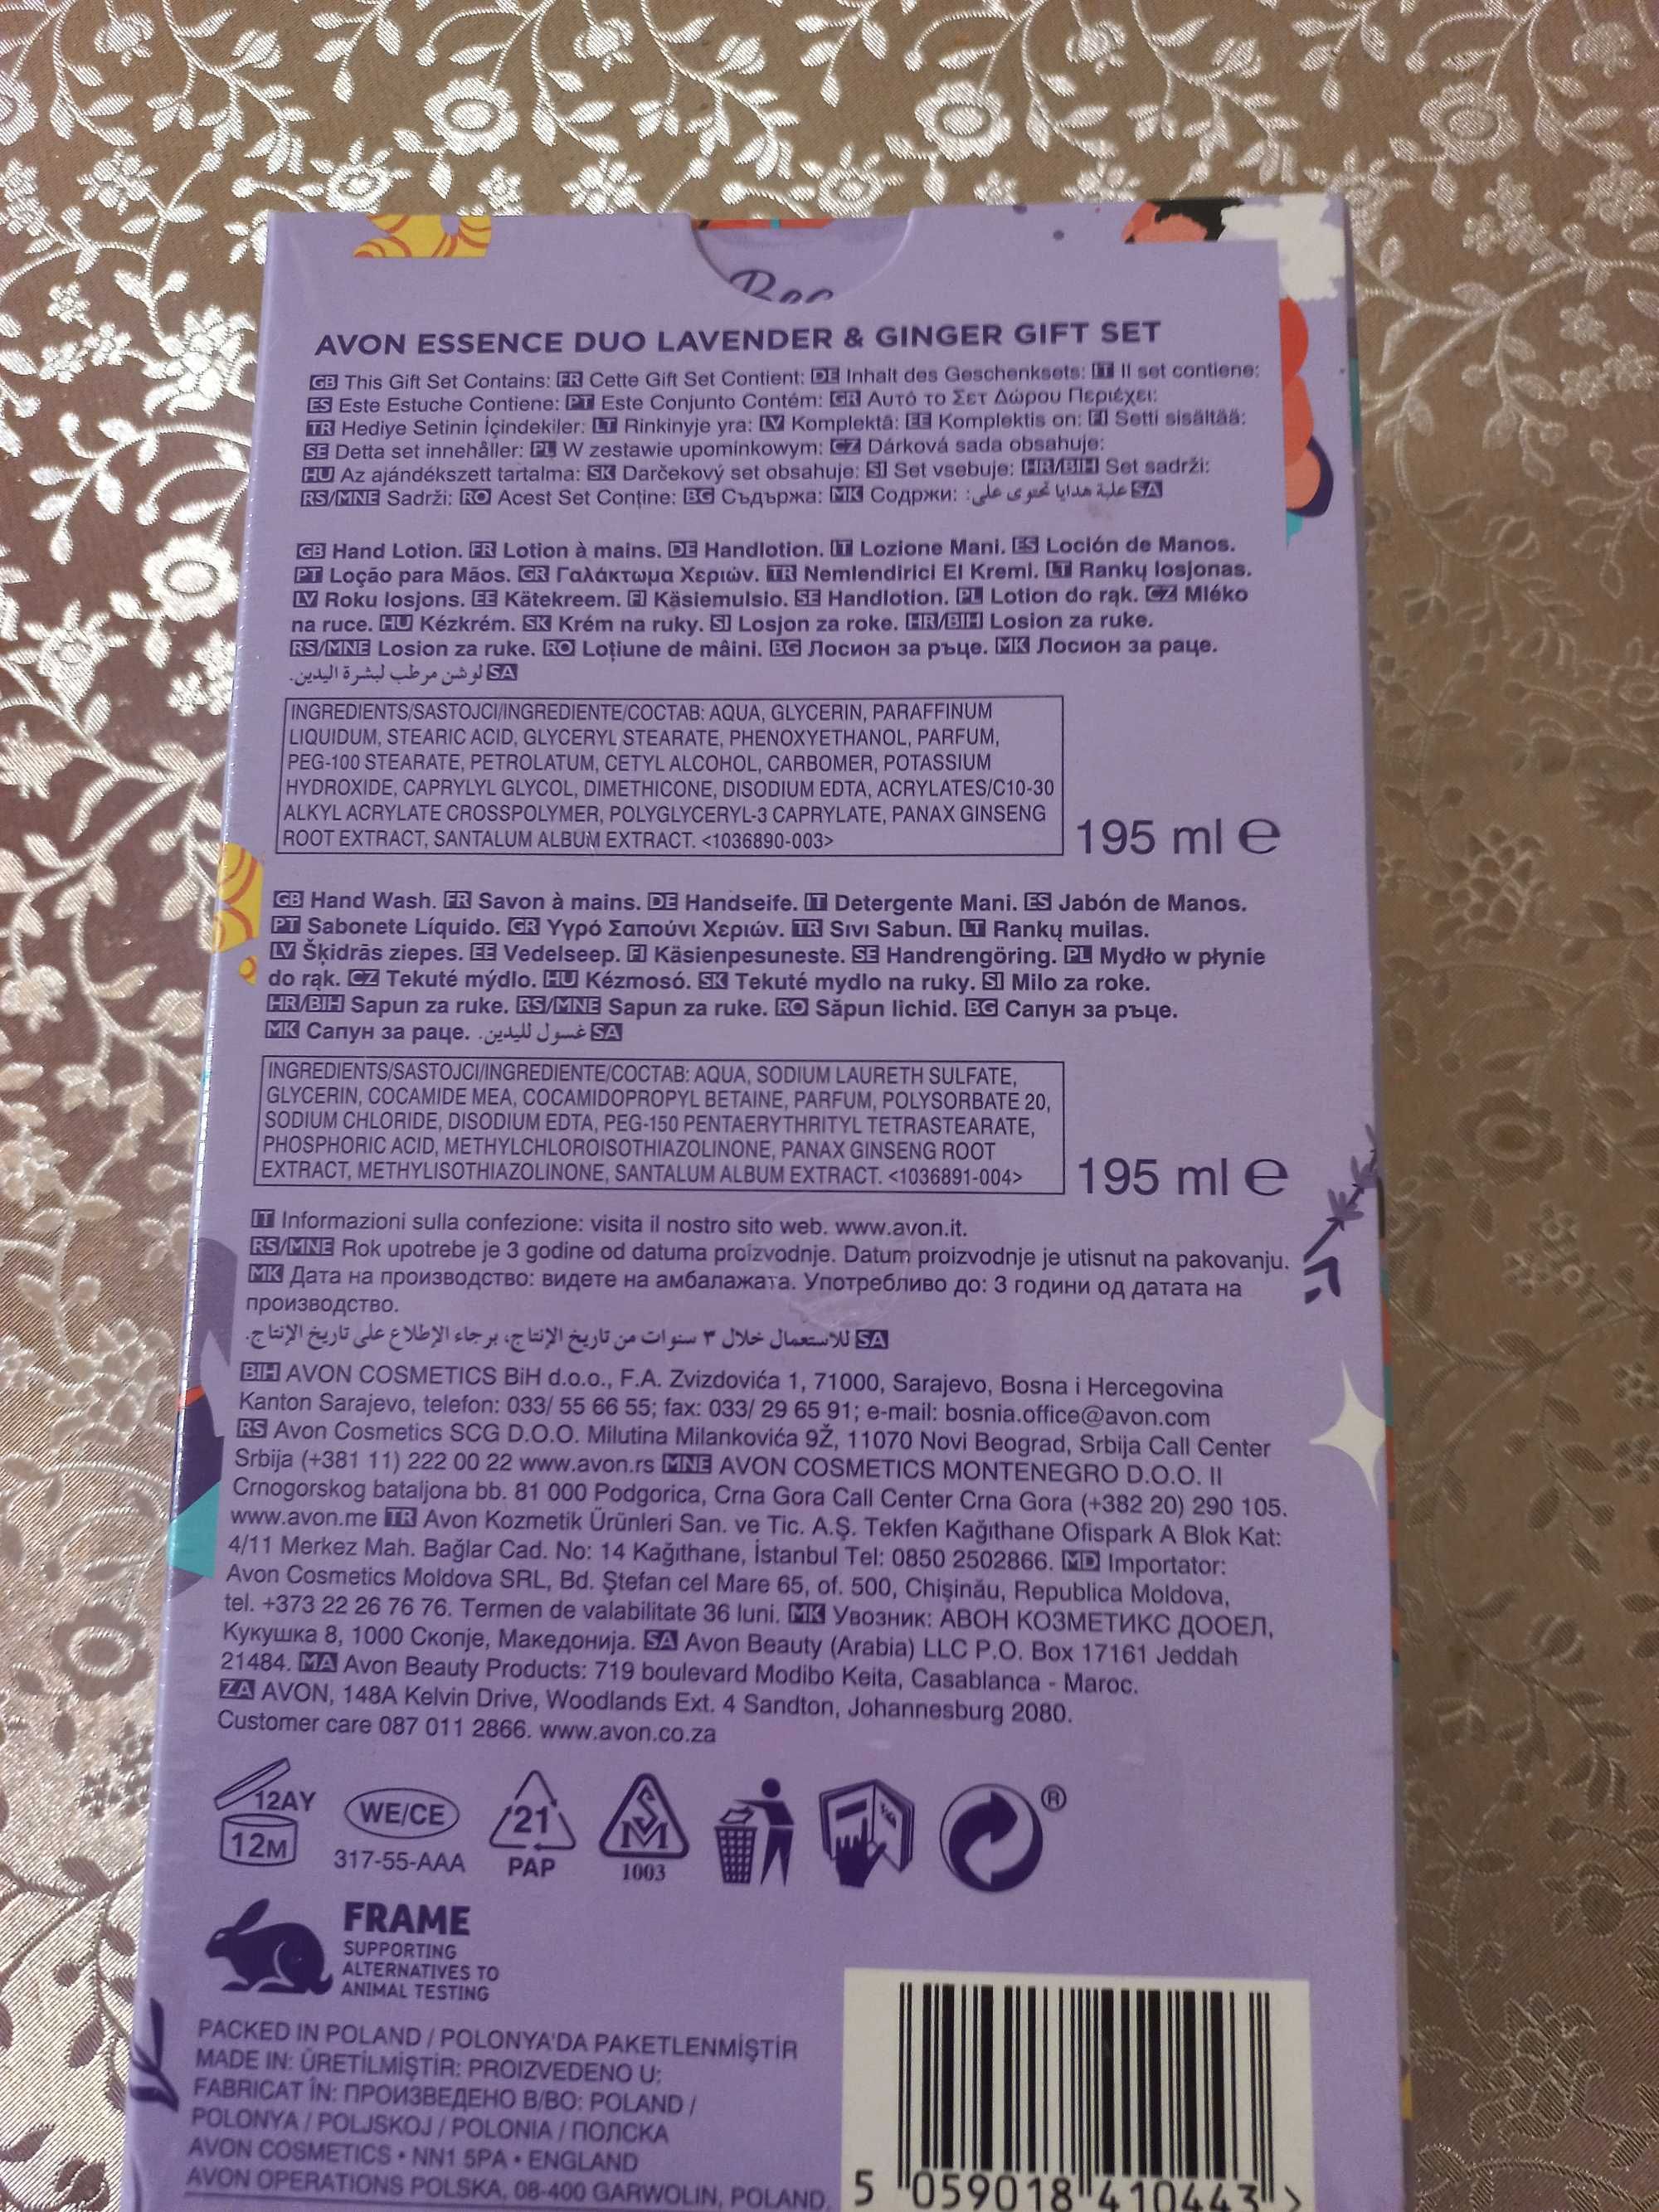 Bec
AVON ESSENCE DUO LAVENDER & GINGER GIFT SET
GB This Gift Set Contains: FR Cette Gift Set Contient: DE Inhalt des Geschenksets: IT Il set contiene:
ES Este Estuche Contiene: PT Este Conjunto Contém: GR Αυτό το Σετ Δώρου Περιέχει:
TR Hediye Setinin İçindekiler: LT Rinkinyje yra: LV Komplektā: EE Komplektis on: FI Setti sisältää:
SE Detta set innehåller: PL W zestawie upominkowym: CZ Dárková sada obsahuje:
HU Az ajándékszett tartalma: SK Darčekový set obsahuje: SI Set vsebuje: HR/BIH Set sadrži:
RS/MNE Sadrži: RO Acest Set Conține: BG Съдържа: MK Содржи: SA علبة هدايا تحتوي على:
GB Hand Lotion. FR Lotion à mains. DE Handlotion. IT Lozione Mani. ES Loción de Manos.
PT Loção para Mãos. GR Γαλάκτωμα Χεριών. TR Nemlendirici El Kremi. LT Rankų losjonas.
LV Roku losjons. EE Kätekreem. FI Käsiemulsio. SE Handlotion. PL Lotion do rąk. CZ Mléko
na ruce. HU Kézkrém. SK Krém na ruky. SI Losjon za roke. HR/BIH Losion za ruke.
RS/MNE Losion za ruke. RO Loțiune de mâini. BG Лосион за ръце. MK Лосион за раце.
SA لوشن مرطب لبشرة اليدين.
INGREDIENTS/SASTOJCI/INGREDIENTE/СОСТАВ: AQUA, GLYCERIN, PARAFFINUM
LIQUIDUM, STEARIC ACID, GLYCERYL STEARATE, PHENOXYETHANOL, PARFUM,
PEG-100 STEARATE, PETROLATUM, CETYL ALCOHOL, CARBOMER, POTASSIUM
HYDROXIDE, CAPRYLYL GLYCOL, DIMETHICONE, DISODIUM EDTA, ACRYLATES/C10-30
ALKYL ACRYLATE CROSSPOLYMER, POLYGLYCERYL-3 CAPRYLATE, PANAX GINSENG
ROOT EXTRACT, SANTALUM ALBUM EXTRACT. <1036890-003>
195 ml e
GB Hand Wash. FR Savon à mains. DE Handseife. IT Detergente Mani. ES Jabón de Manos.
PT Sabonete Líquido. GR Υγρό Σαπούνι Χεριών. TR Sıvı Sabun. LT Rankų muilas.
LV Šķidrās ziepes. EE Vedelseep. FI Käsienpesuneste. SE Handrengöring. PL Mydło w płynie
do rąk. CZ Tekuté mýdlo. HU Kézmosó. SK Tekuté mydlo na ruky. SI Milo za roke.
HR/BIH Sapun za ruke. RS/MNE Sapun za ruke. RO Săpun lichid. BG Сапун за ръце.
MK Сапун за раце. SA غسول لليدين.
INGREDIENTS/SASTOJCI/INGREDIENTE/СОСТАВ: AQUA, SODIUM LAURETH SULFATE,
GLYCERIN, COCAMIDE MEA, COCAMIDOPROPYL BETAINE, PARFUM, POLYSORBATE 20,
SODIUM CHLORIDE, DISODIUM EDTA, PEG-150 PENTAERYTHRITYL TETRASTEARATE,
PHOSPHORIC ACID, METHYLCHLOROISOTHIAZOLINONE, PANAX GINSENG ROOT
EXTRACT, METHYLISOTHIAZOLINONE, SANTALUM ALBUM EXTRACT. <1036891-004>
195 ml e
IT Informazioni sulla confezione: visita il nostro sito web. www.avon.it.
RS/MNE Rok upotrebe je 3 godine od datuma proizvodnje. Datum proizvodnje je utisnut na pakovanju.
MK Дата на производство: видете на амбалажата. Употребливо до: 3 години од датата на
производство.
SA للاستعمال خلال ٣ سنوات من تاريخ الإنتاج، برجاء الإطلاع على تاريخ الإنتاج.
BIH AVON COSMETICS BiH d.o.o., F.A. Zvizdovića 1, 71000, Sarajevo, Bosna i Hercegovina
Kanton Sarajevo, telefon: 033/ 55 66 55; fax: 033/ 29 65 91; e-mail: bosnia.office@avon.com
RS Avon Cosmetics SCG D.O.O. Milutina Milankovića 9Ž, 11070 Novi Beograd, Srbija Call Center
Srbija (+381 11) 222 00 22 www.avon.rs MNE AVON COSMETICS MONTENEGRO D.O.O. II
Crnogorskog bataljona bb. 81 000 Podgorica, Crna Gora Call Center Crna Gora (+382 20) 290 105.
www.avon.me TR Avon Kozmetik Ürünleri San. ve Tic. A.Ş. Tekfen Kağıthane Ofispark A Blok Kat:
4/11 Merkez Mah. Bağlar Cad. No: 14 Kağıthane, İstanbul Tel: 0850 2502866. MD Importator:
Avon Cosmetics Moldova SRL, Bd. Ștefan cel Mare 65, of. 500, Chișinău, Republica Moldova,
tel. +373 22 26 76 76. Termen de valabilitate 36 luni. MK Увозник: АВОН КОЗМЕТИКС ДООЕЛ,
Кукушка 8, 1000 Скопје, Македонија. SA Avon Beauty (Arabia) LLC P.O. Box 17161 Jeddah
21484. MA Avon Beauty Products: 719 boulevard Modibo Keita, Casablanca - Maroc.
ZA AVON, 148A Kelvin Drive, Woodlands Ext. 4 Sandton, Johannesburg 2080.
Customer care 087 011 2866. www.avon.co.za
12AY
12M
WE/CE
317-55-AAA
21
PAP
SM
1003
®
FRAME
SUPPORTING
ALTERNATIVES TO
ANIMAL TESTING
PACKED IN POLAND / POLONYA'DA PAKETLENMİŞTİR
MADE IN: ÜRETİLMİŞTİR: PROIZVEDENO U:
FABRICAT ÎN: ПРОИЗВЕДЕНО В/ВО: POLAND /
POLONYA / POLJSKOJ / POLONIA / ПОЛСКА
AVON COSMETICS • NN1 5PA • ENGLAND
AVON OPERATIONS POLSKA, 08-400 GARWOLIN, POLAND
5 059018 410443 >